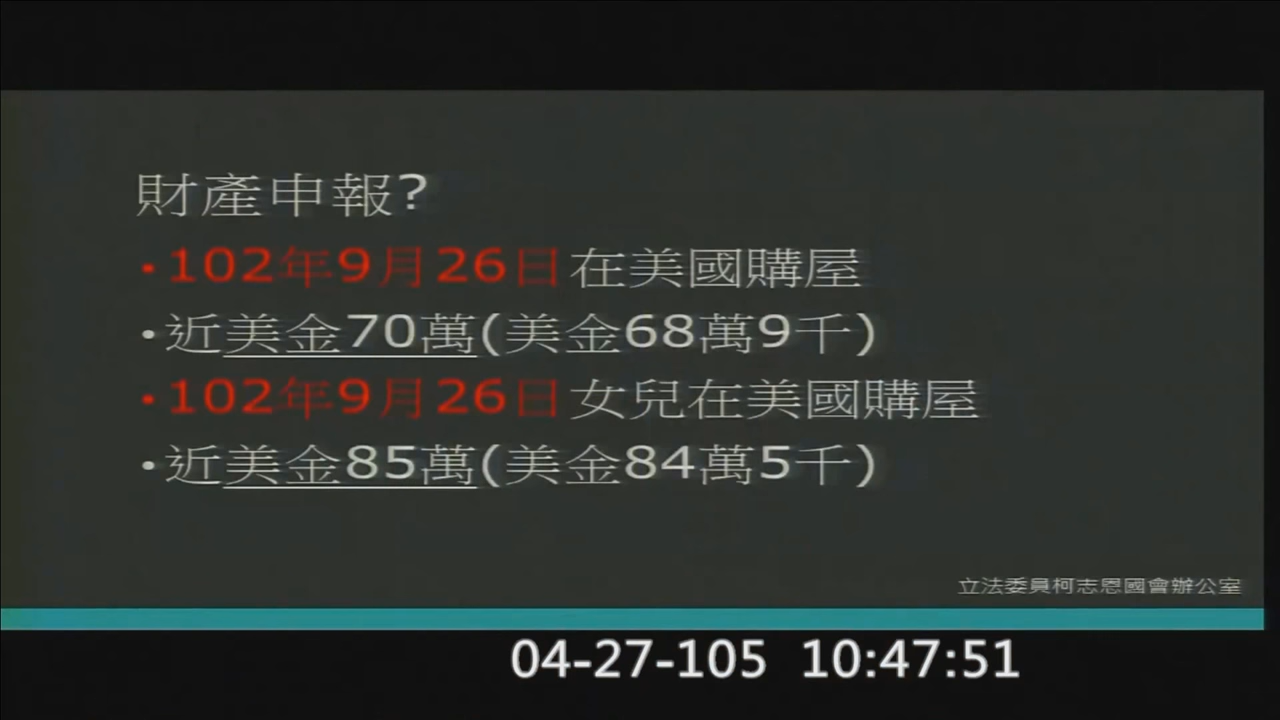 財產申報?
•102年9月26日在美國購屋
•近美金70萬(美金68萬9千)
•102年9月26日女兒在美國購屋
•近美金85萬(美金84萬5千)
立法委員柯志恩國會辦公室
04-27-105 10:47:51